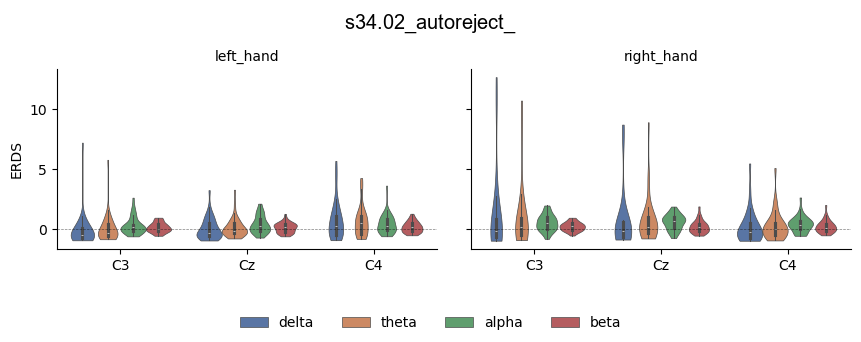 s34.02_autoreject_
left_hand
right_hand
ERDS
10
5
0
C3
Cz
C4
C3
Cz
C4
delta
theta
alpha
beta